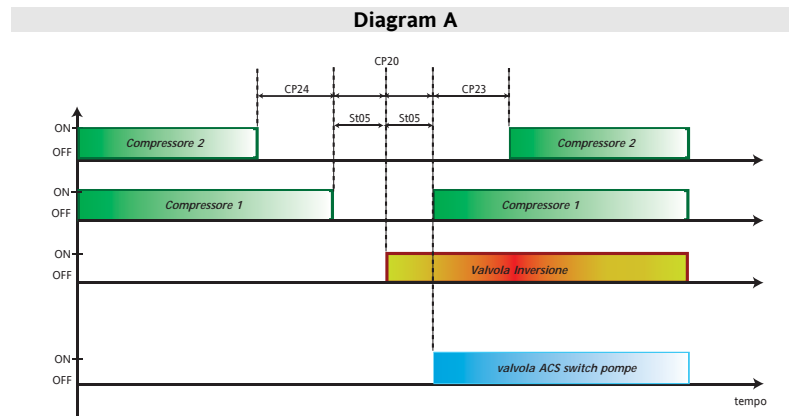 Diagram A
CP20
CP24 CP23
St05 St05
ON
OFF
Compressore 2 Compressore 2
ON
OFF
Compressore 1 Compressore 1
ON
OFF
Valvola Inversione
ON
OFF
valvola ACS switch pompe
tempo